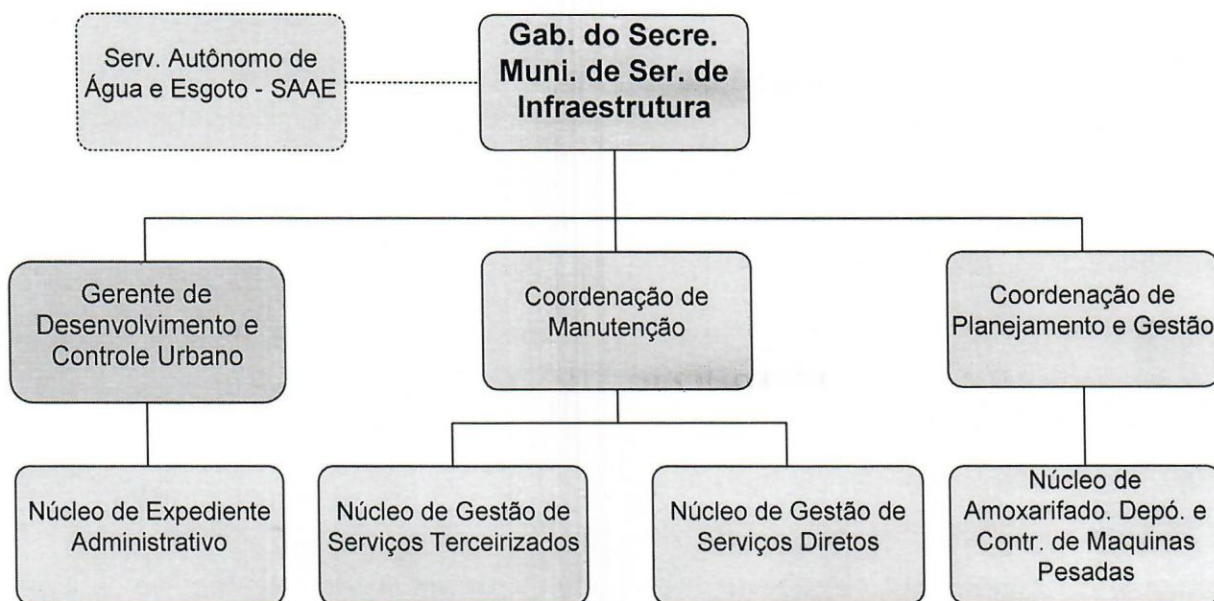 Serv. Autônomo de
Água e Esgoto - SAAE
Gab. do Secre.
Muni. de Ser. de
Infraestrutura
Gerente de
Desenvolvimento e
Controle Urbano
Coordenação de
Manutenção
Coordenação de
Planejamento e Gestão
Núcleo de Expediente
Administrativo
Núcleo de Gestão de
Serviços Terceirizados
Núcleo de Gestão de
Serviços Diretos
Núcleo de
Amoxarifado. Depó. e
Contr. de Maquinas
Pesadas